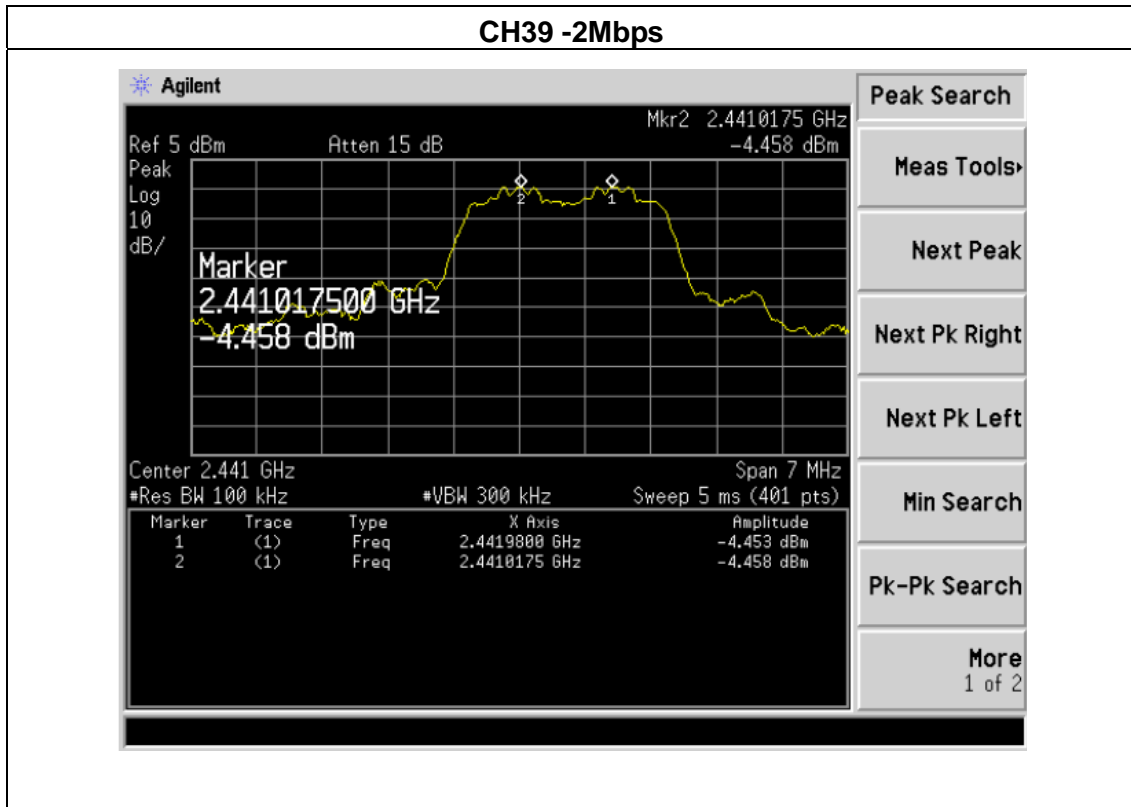 CH39 -2Mbps
Agilent
Peak Search
Mkr2 2.4410175 GHz
Ref 5 dBm Atten 15 dB -4.458 dBm
Peak
Log
10
dB/
2
1
Marker
2.441017500 GHz
-4.458 dBm
Center 2.441 GHz Span 7 MHz
#Res BW 100 kHz #VBW 300 kHz Sweep 5 ms (401 pts)
Marker Trace Type X Axis Amplitude
1 (1) Freq 2.4419800 GHz -4.453 dBm
2 (1) Freq 2.4410175 GHz -4.458 dBm
Meas Tools
Next Peak
Next Pk Right
Next Pk Left
Min Search
Pk-Pk Search
More
1 of 2